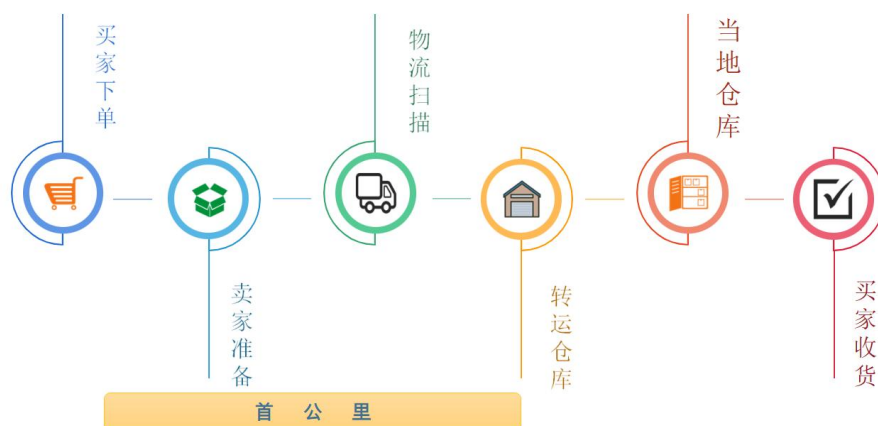 买家下单
卖家准备
物流扫描
转运仓库
当地仓库
买家收货
首公里